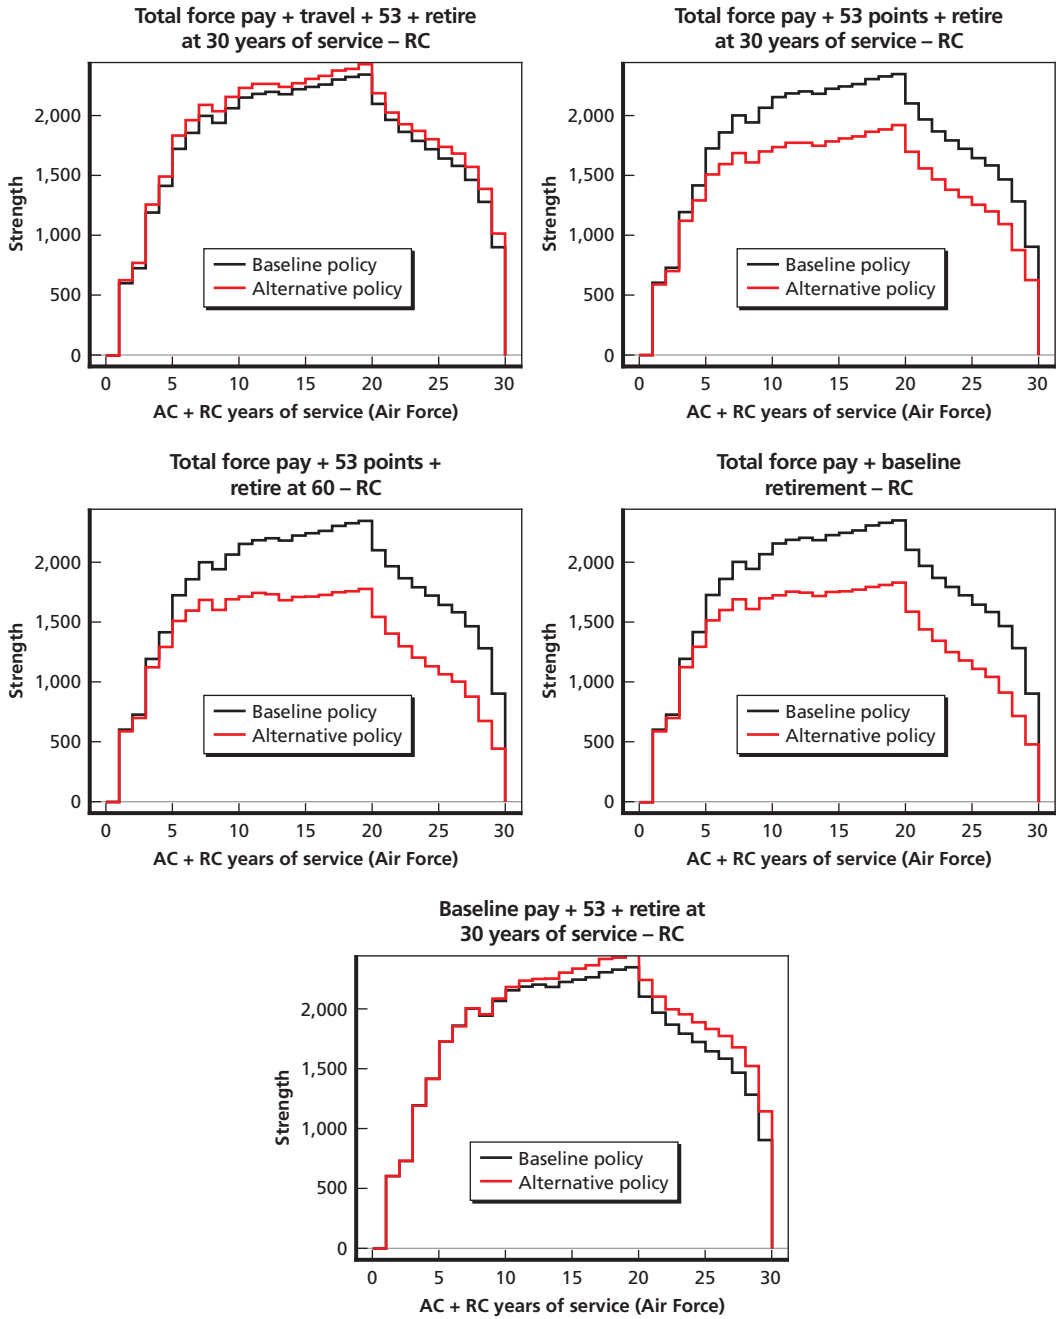 Total force pay + travel + 53 + retire
at 30 years of service – RC
Strength
2,000
1,500
1,000
500
0
Baseline policy
Alternative policy
0 5 10 15 20 25 30
AC + RC years of service (Air Force)
Total force pay + 53 points + retire
at 30 years of service – RC
Strength
2,000
1,500
1,000
500
0
Baseline policy
Alternative policy
0 5 10 15 20 25 30
AC + RC years of service (Air Force)
Total force pay + 53 points +
retire at 60 – RC
Strength
2,000
1,500
1,000
500
0
Baseline policy
Alternative policy
0 5 10 15 20 25 30
AC + RC years of service (Air Force)
Total force pay + baseline
retirement – RC
Strength
2,000
1,500
1,000
500
0
Baseline policy
Alternative policy
0 5 10 15 20 25 30
AC + RC years of service (Air Force)
Baseline pay + 53 + retire at
30 years of service – RC
Strength
2,000
1,500
1,000
500
0
Baseline policy
Alternative policy
0 5 10 15 20 25 30
AC + RC years of service (Air Force)